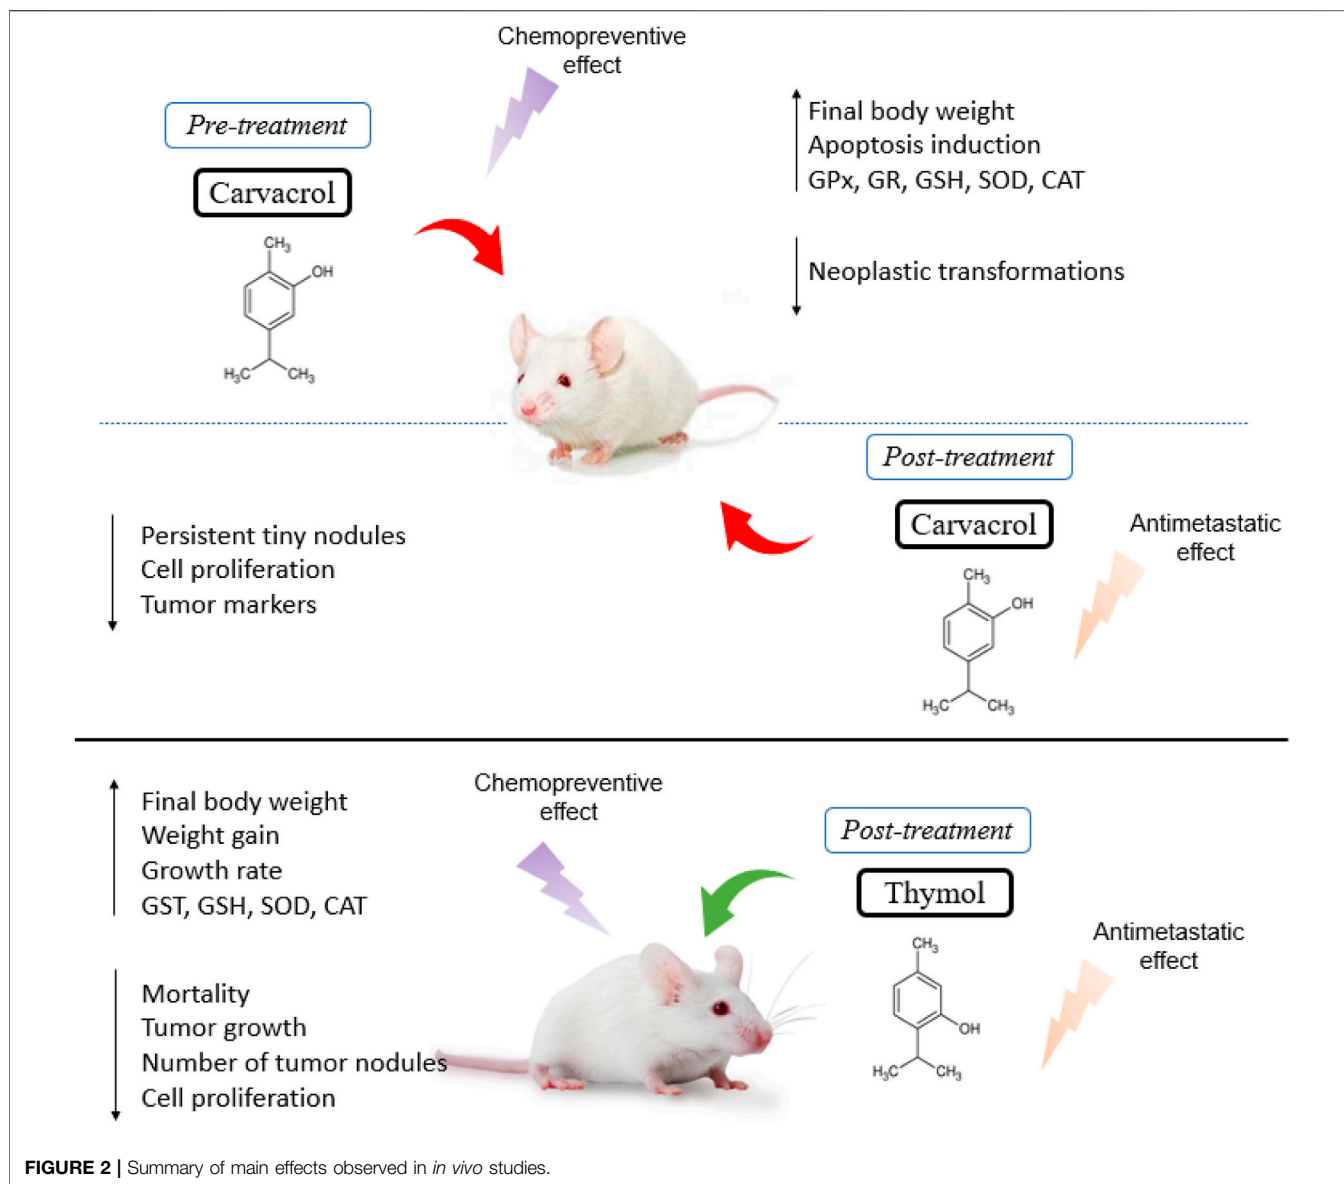 Chemopreventive
effect
Pre-treatment
Carvacrol
CH₃
OH
H₃C
CH₃
Final body weight
Apoptosis induction
GPx, GR, GSH, SOD, CAT
Neoplastic transformations
Post-treatment
Carvacrol
CH₃
OH
H₃C
CH₃
Antimetastatic
effect
Persistent tiny nodules
Cell proliferation
Tumor markers
Final body weight
Weight gain
Growth rate
GST, GSH, SOD, CAT
Mortality
Tumor growth
Number of tumor nodules
Cell proliferation
Chemopreventive
effect
Post-treatment
Thymol
CH₃
OH
H₃C
CH₃
Antimetastatic
effect
FIGURE 2 | Summary of main effects observed in in vivo studies.